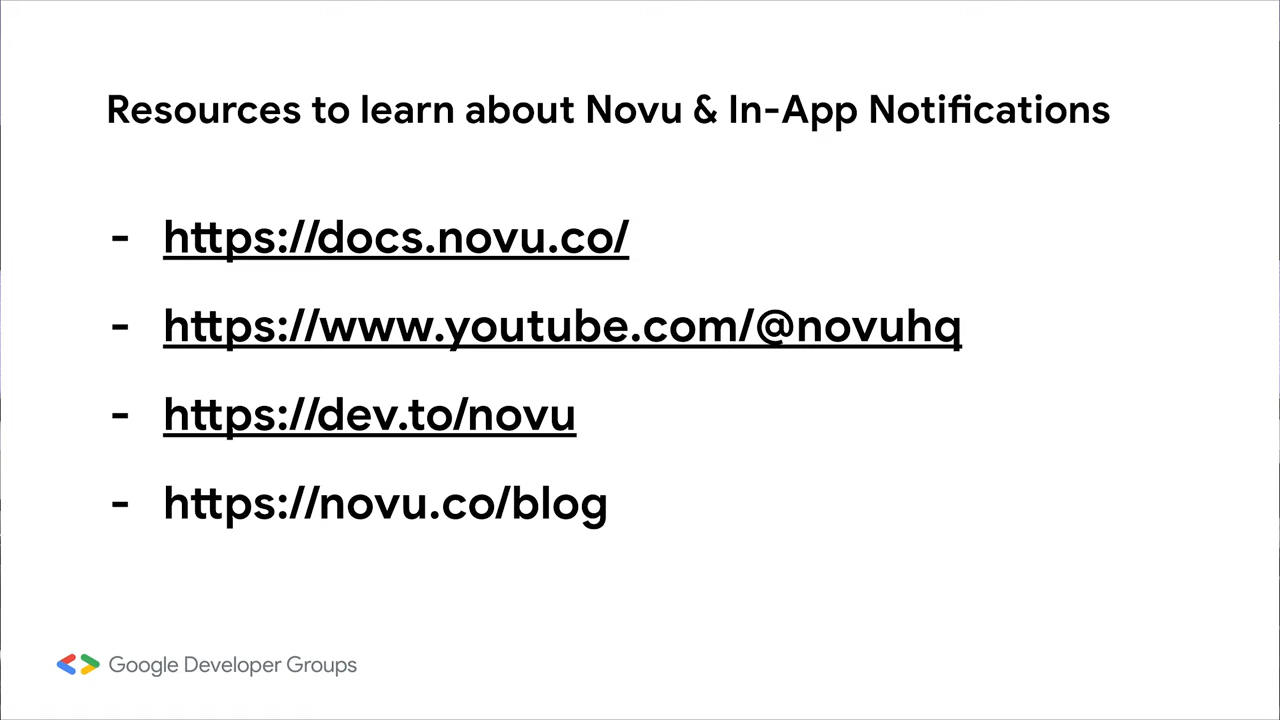 Resources to learn about Novu & In-App Notifications
- https://docs.novu.co/
- https://www.youtube.com/@novuhq
- https://dev.to/novu
- https://novu.co/blog
Google Developer Groups